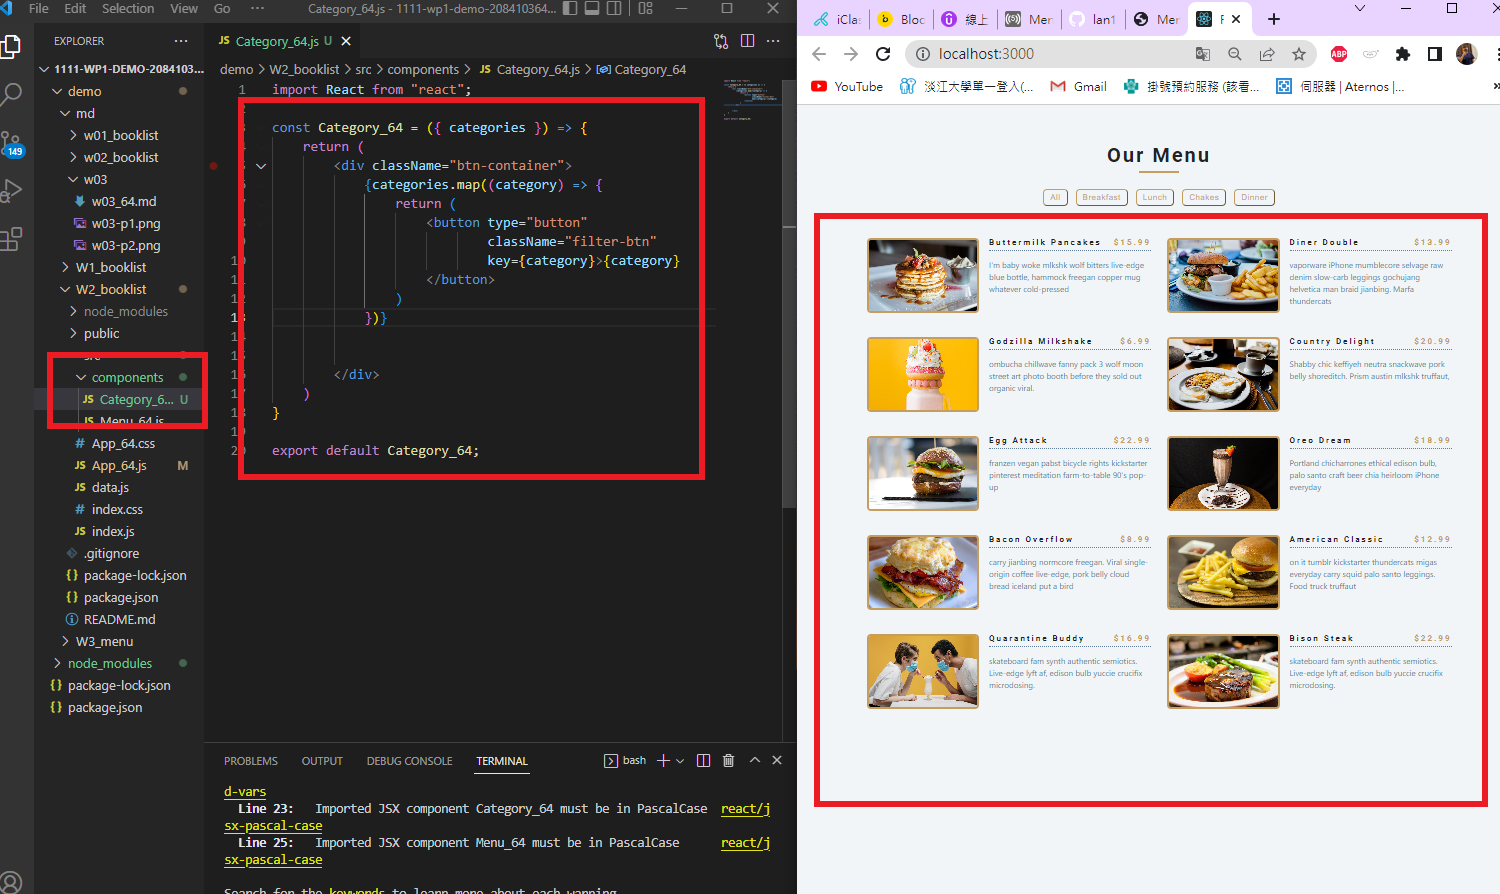 File Edit Selection View Go ··· Category_64.js - 1111-wp1-demo-208410364...
EXPLORER ···
1111-WP1-DEMO-2084103...
demo
md
w01_booklist
w02_booklist
w03
w03_64.md
w03-p1.png
w03-p2.png
W1_booklist
W2_booklist
node_modules
public
src
components
JS Category_6... U
JS Menu_64.js
# App_64.css
JS App_64.js M
JS data.js
# index.css
JS index.js
.gitignore
{} package-lock.json
{} package.json
README.md
W3_menu
node_modules
{} package-lock.json
{} package.json
149
JS Category_64.js U
demo > W2_booklist > src > components > JS Category_64.js > Category_64
1 import React from "react";
const Category_64 = ({ categories }) => {
return (
<div className="btn-container">
{categories.map((category) => {
return (
<button type="button"
className="filter-btn"
key={category}>{category}
</button>
)
})}
</div>
)
}
export default Category_64;
PROBLEMS OUTPUT DEBUG CONSOLE TERMINAL bash
d-vars
Line 23: Imported JSX component Category_64 must be in PascalCase react/j
sx-pascal-case
Line 25: Imported JSX component Menu_64 must be in PascalCase react/j
sx-pascal-case
Search for the keywords to learn more about each warning.
iClas Bloc 線上 Mer Ian1 Mer
localhost:3000
ABP
YouTube 淡江大學單一登入(... Gmail 掛號預約服務 (該看... 伺服器 | Aternos |... »
Our Menu
All Breakfast Lunch Chakes Dinner
Buttermilk Pancakes $15.99
I'm baby woke mlkshk wolf bitters live-edge
blue bottle, hammock freegan copper mug
whatever cold-pressed
Diner Double $13.99
vaporware iPhone mumblecore selvage raw
denim slow-carb leggings gochujang
helvetica man braid jianbing. Marfa
thundercats
Godzilla Milkshake $6.99
ombucha chillwave fanny pack 3 wolf moon
street art photo booth before they sold out
organic viral.
Country Delight $20.99
Shabby chic keffiyeh neutra snackwave pork
belly shoreditch. Prism austin mlkshk truffaut,
Egg Attack $22.99
franzen vegan pabst bicycle rights kickstarter
pinterest meditation farm-to-table 90's pop-
up
Oreo Dream $18.99
Portland chicharrones ethical edison bulb,
palo santo craft beer chia heirloom iPhone
everyday
Bacon Overflow $8.99
carry jianbing normcore freegan. Viral single-
origin coffee live-edge, pork belly cloud
bread iceland put a bird
American Classic $12.99
on it tumblr kickstarter thundercats migas
everyday carry squid palo santo leggings.
Food truck truffaut
Quarantine Buddy $16.99
skateboard fam synth authentic semiotics.
Live-edge lyft af, edison bulb yuccie crucifix
microdosing.
Bison Steak $22.99
skateboard fam synth authentic semiotics.
Live-edge lyft af, edison bulb yuccie crucifix
microdosing.